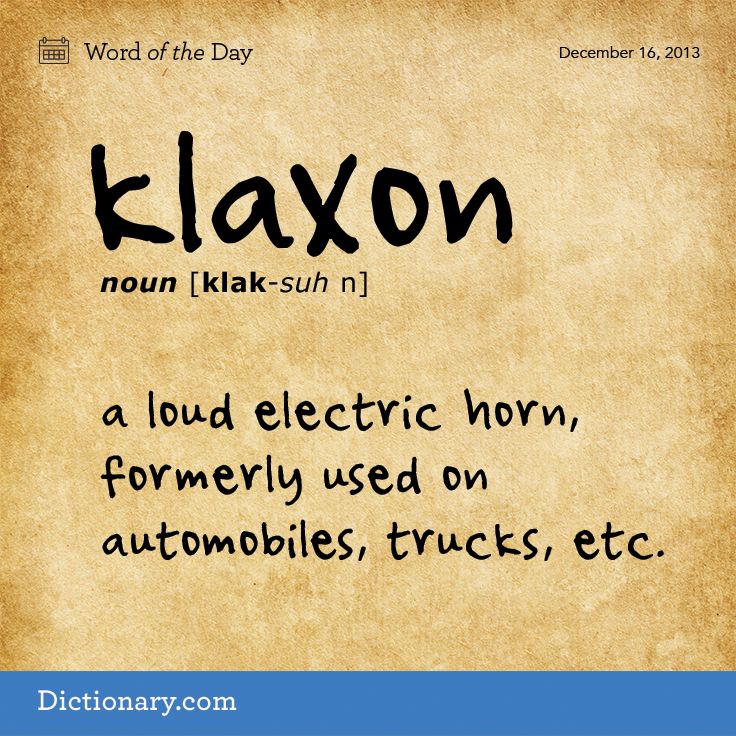 Word of the Day
December 16, 2013
klaxon
noun [klak-suh n]
a loud electric horn,
formerly used on
automobiles, trucks, etc.
Dictionary.com